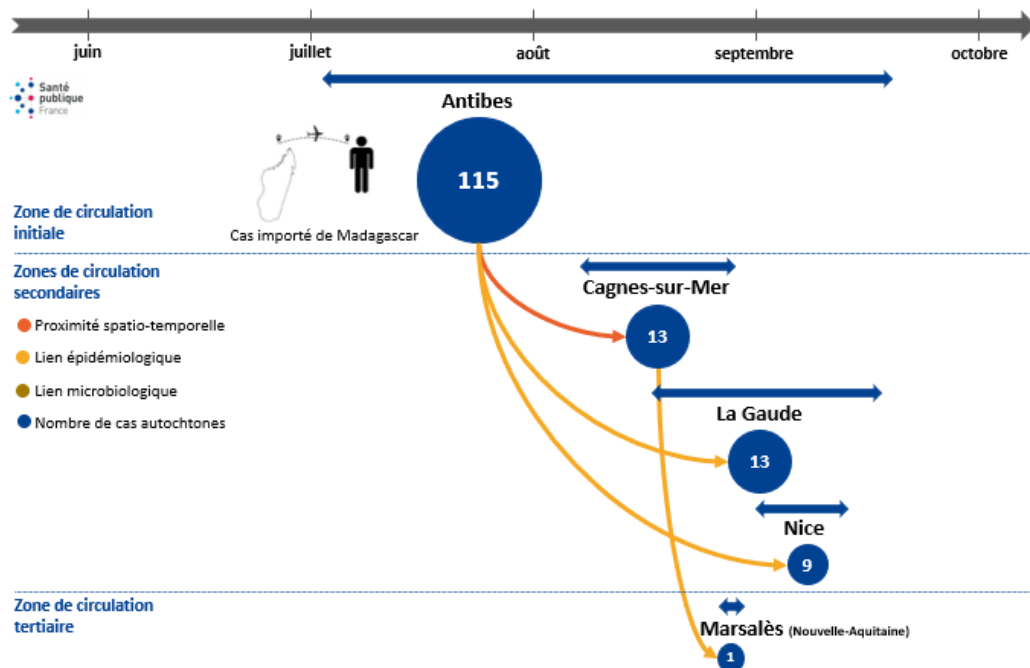 juin juillet août septembre octobre
Santé
publique
France
Antibes
115
Zone de circulation
initiale
Cas importé de Madagascar
Zones de circulation
secondaires
Proximité spatio-temporelle
Lien épidémiologique
Lien microbiologique
Nombre de cas autochtones
Cagnes-sur-Mer
13
La Gaude
13
Nice
9
Zone de circulation
tertiaire
Marsalès (Nouvelle-Aquitaine)
1